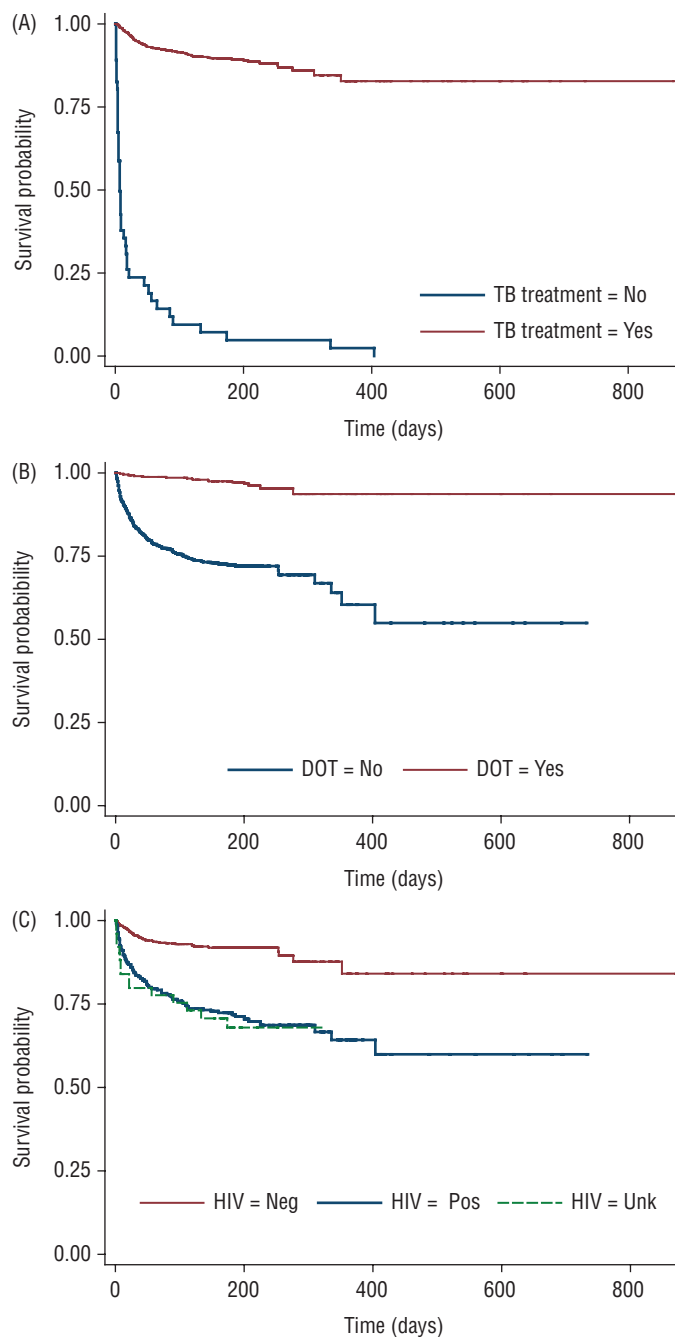 (A)
1.00
0.75
0.50
0.25
0.00
Survival probability
TB treatment = No
TB treatment = Yes
0 200 400 600 800
Time (days)
(B)
1.00
0.75
0.50
0.25
0.00
Survival probabibility
DOT = No DOT = Yes
0 200 400 600 800
Time (days)
(C)
1.00
0.75
0.50
0.25
0.00
Survival probability
HIV = Neg HIV = Pos HIV = Unk
0 200 400 600 800
Time (days)